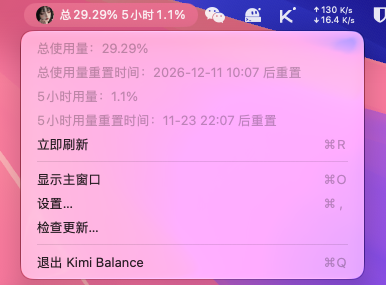 总29.29% 5小时1.1%
↑130 K/s
↓16.4 K/s
总使用量：29.29%
总使用量重置时间：2026-12-11 10:07 后重置
5小时用量：1.1%
5小时用量重置时间：11-23 22:07 后重置
立即刷新 ⌘R
显示主窗口 ⌘O
设置... ⌘ ,
检查更新...
退出 Kimi Balance ⌘Q